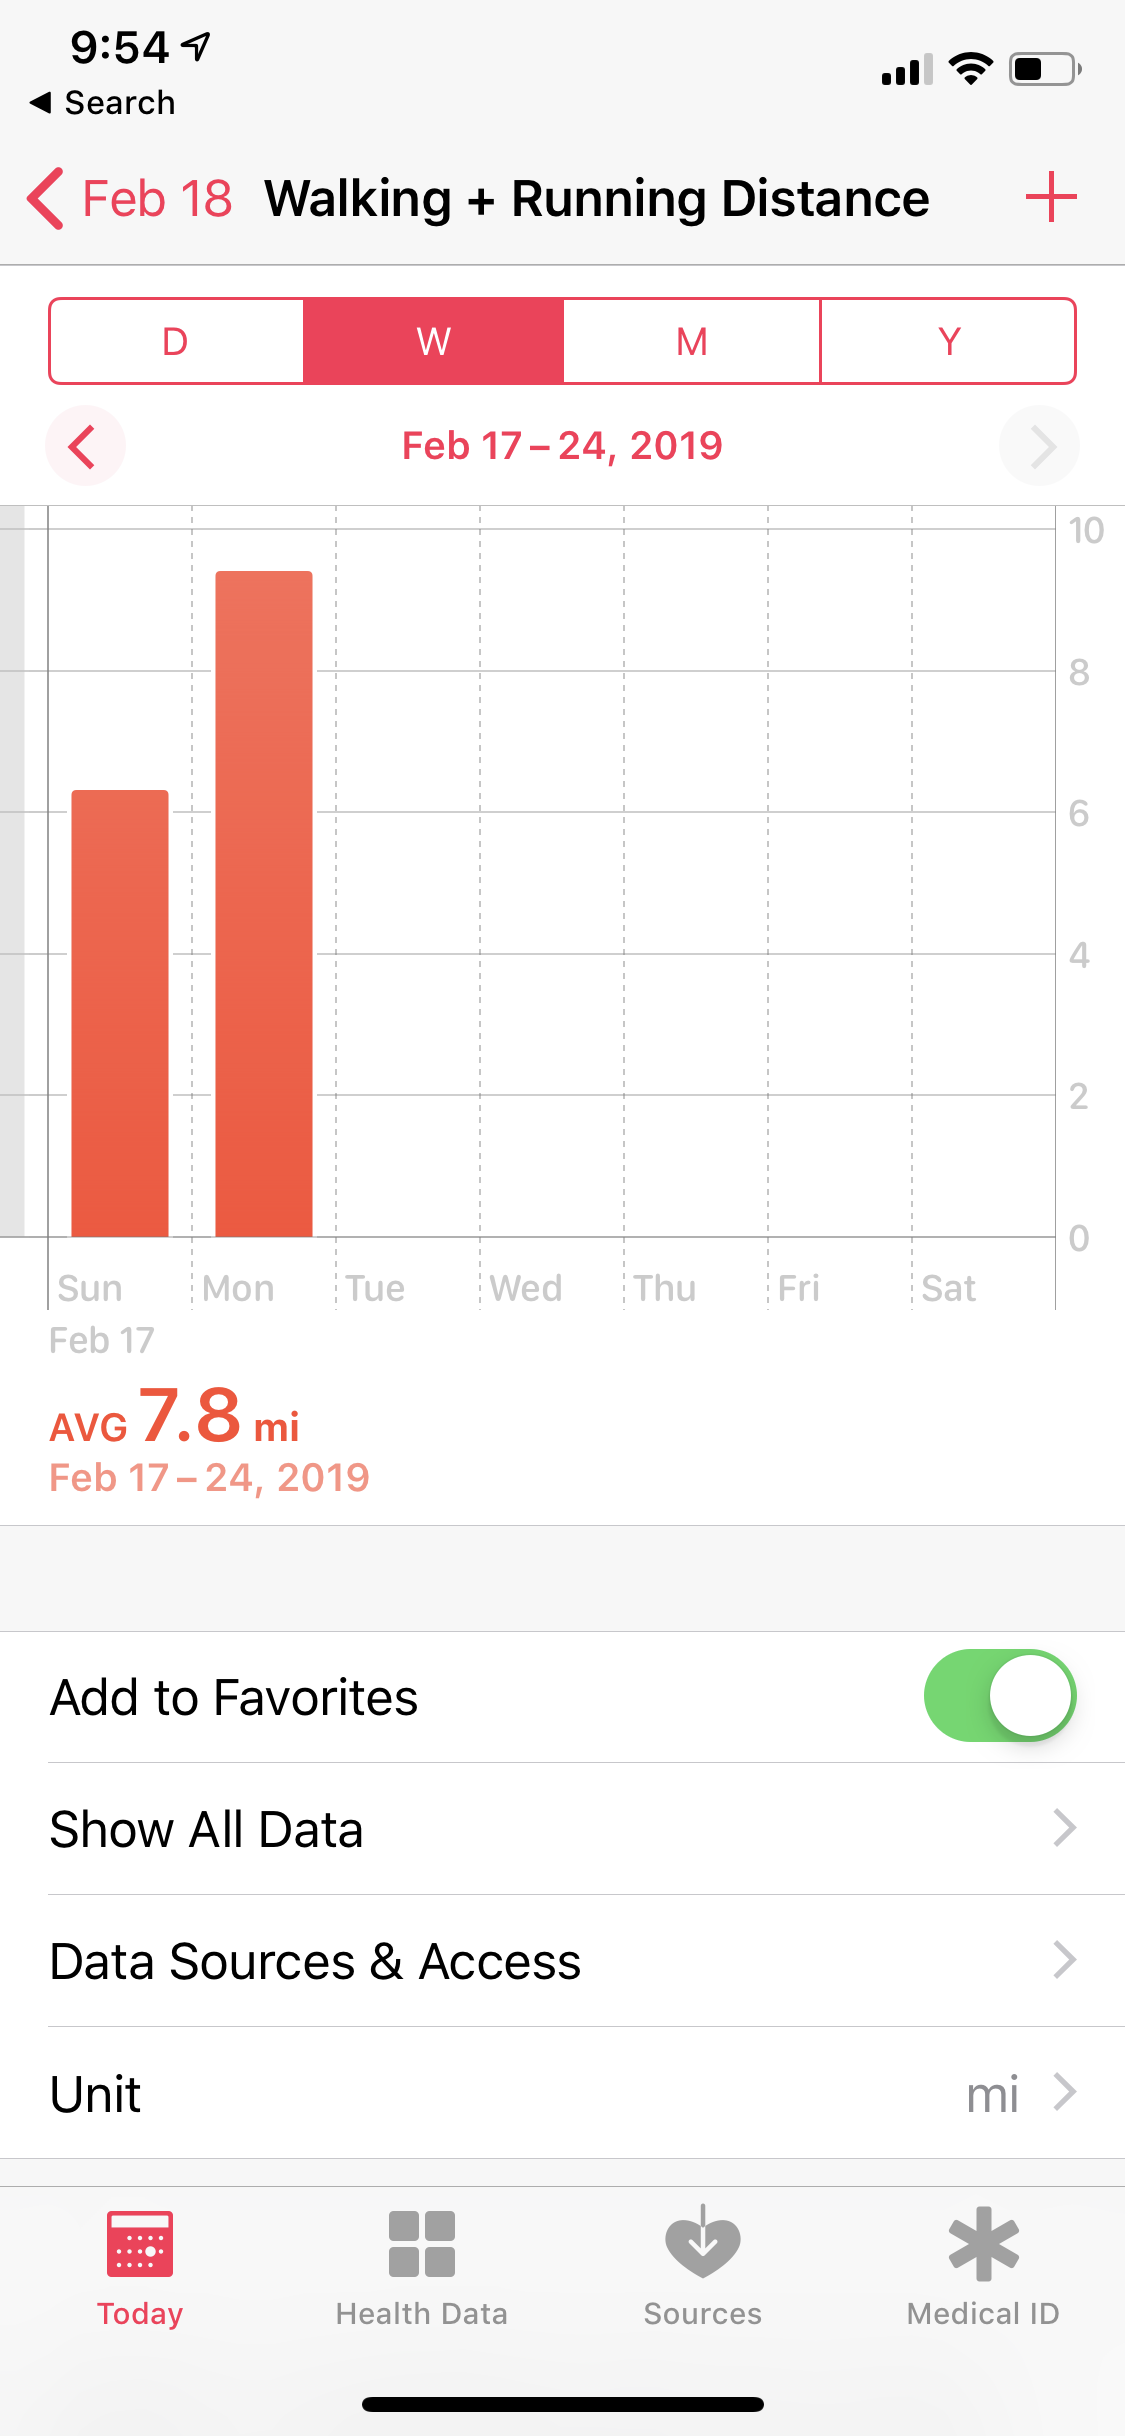 9:54
Search
Feb 18 Walking + Running Distance
D W M Y
Feb 17 – 24, 2019
10
8
6
4
2
0
Sun Mon Tue Wed Thu Fri Sat
Feb 17
AVG 7.8 mi
Feb 17 – 24, 2019
Add to Favorites
Show All Data
Data Sources & Access
Unit mi
Today Health Data Sources Medical ID